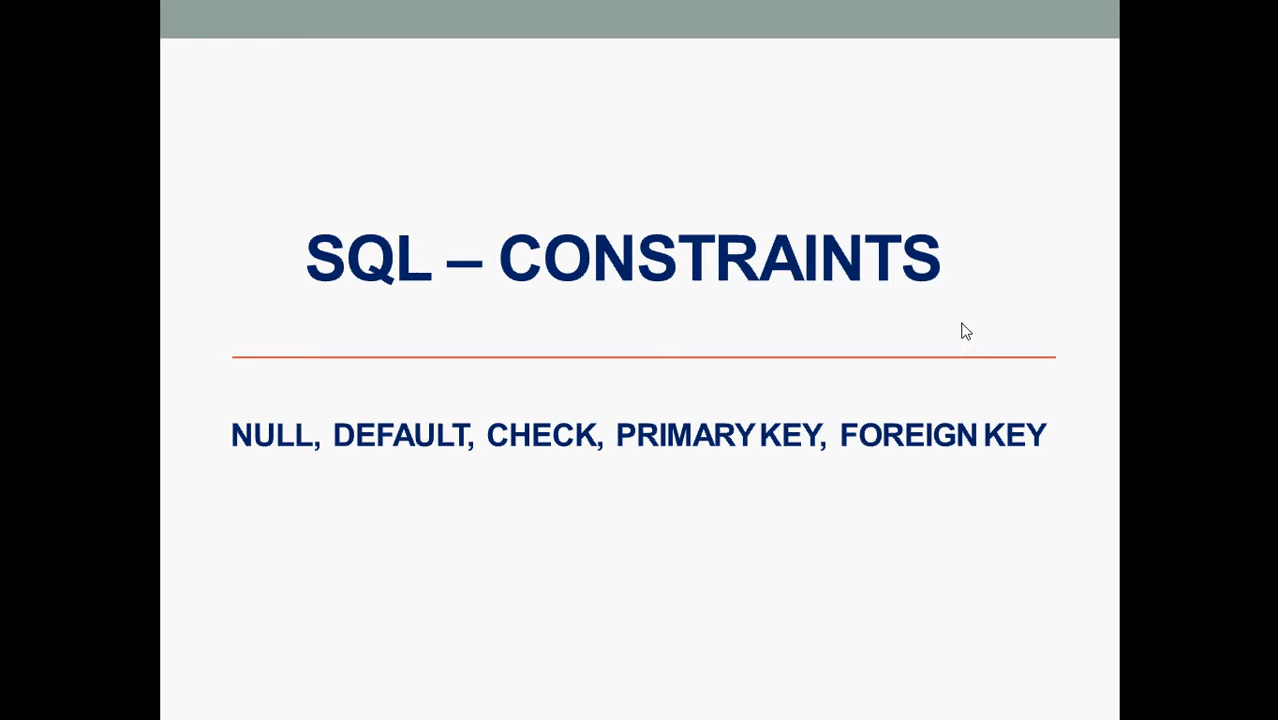 SQL – CONSTRAINTS
NULL, DEFAULT, CHECK, PRIMARY KEY, FOREIGN KEY